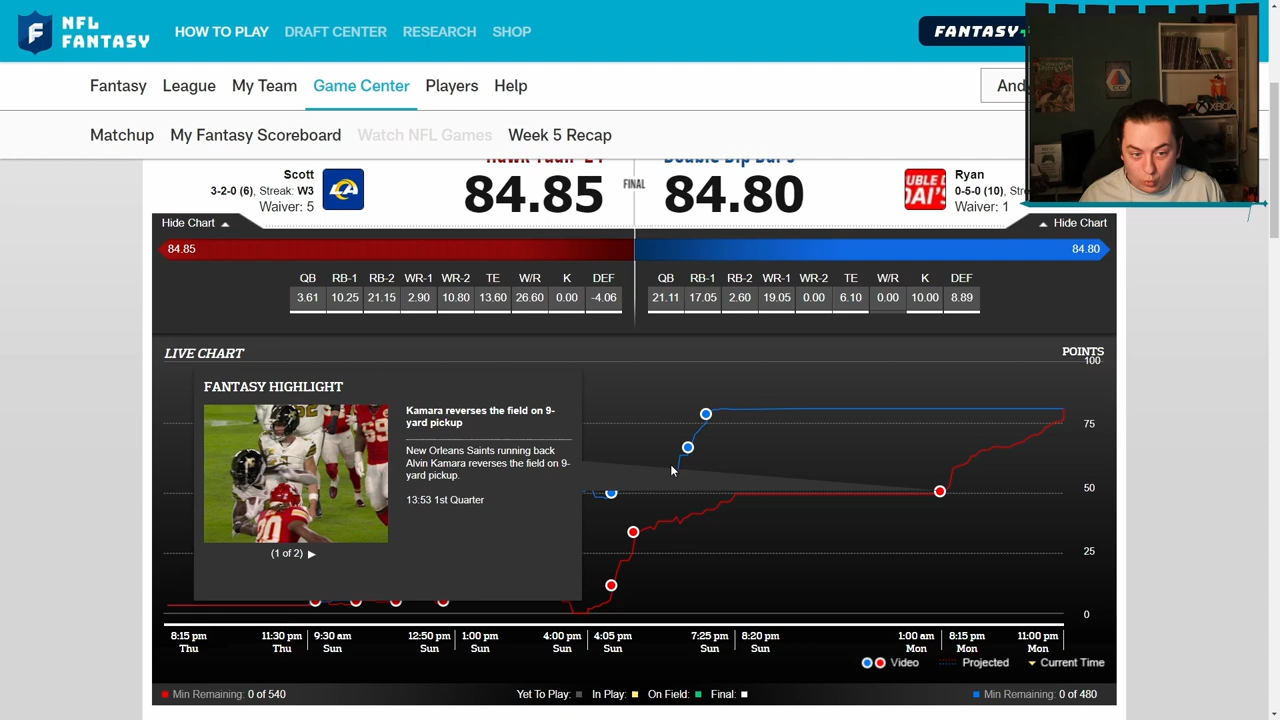 NFL
FANTASY
HOW TO PLAY DRAFT CENTER RESEARCH SHOP
FANTASY+
Fantasy League My Team Game Center Players Help
Matchup My Fantasy Scoreboard Watch NFL Games Week 5 Recap
Scott
3-2-0 (6), Streak: W3
Waiver: 5
84.85 FINAL 84.80
Ryan
0-5-0 (10),
Waiver: 1
Hide Chart
Hide Chart
84.85 84.80
QB RB-1 RB-2 WR-1 WR-2 TE W/R K DEF
3.61 10.25 21.15 2.90 10.80 13.60 26.60 0.00 -4.06
QB RB-1 RB-2 WR-1 WR-2 TE W/R K DEF
21.11 17.05 2.60 19.05 0.00 6.10 0.00 10.00 8.89
LIVE CHART
POINTS
100
75
50
25
0
FANTASY HIGHLIGHT
Kamara reverses the field on 9-
yard pickup
New Orleans Saints running back
Alvin Kamara reverses the field on 9-
yard pickup.
13:53 1st Quarter
(1 of 2)
8:15 pm 11:30 pm 9:30 am 12:50 pm 1:00 pm 4:00 pm 4:05 pm 7:25 pm 8:20 pm 1:00 am 8:15 pm 11:00 pm
Thu Thu Sun Sun Sun Sun Sun Sun Sun Mon Mon Mon
Video Projected Current Time
Min Remaining: 0 of 540 Yet To Play: In Play: On Field: Final: Min Remaining: 0 of 480